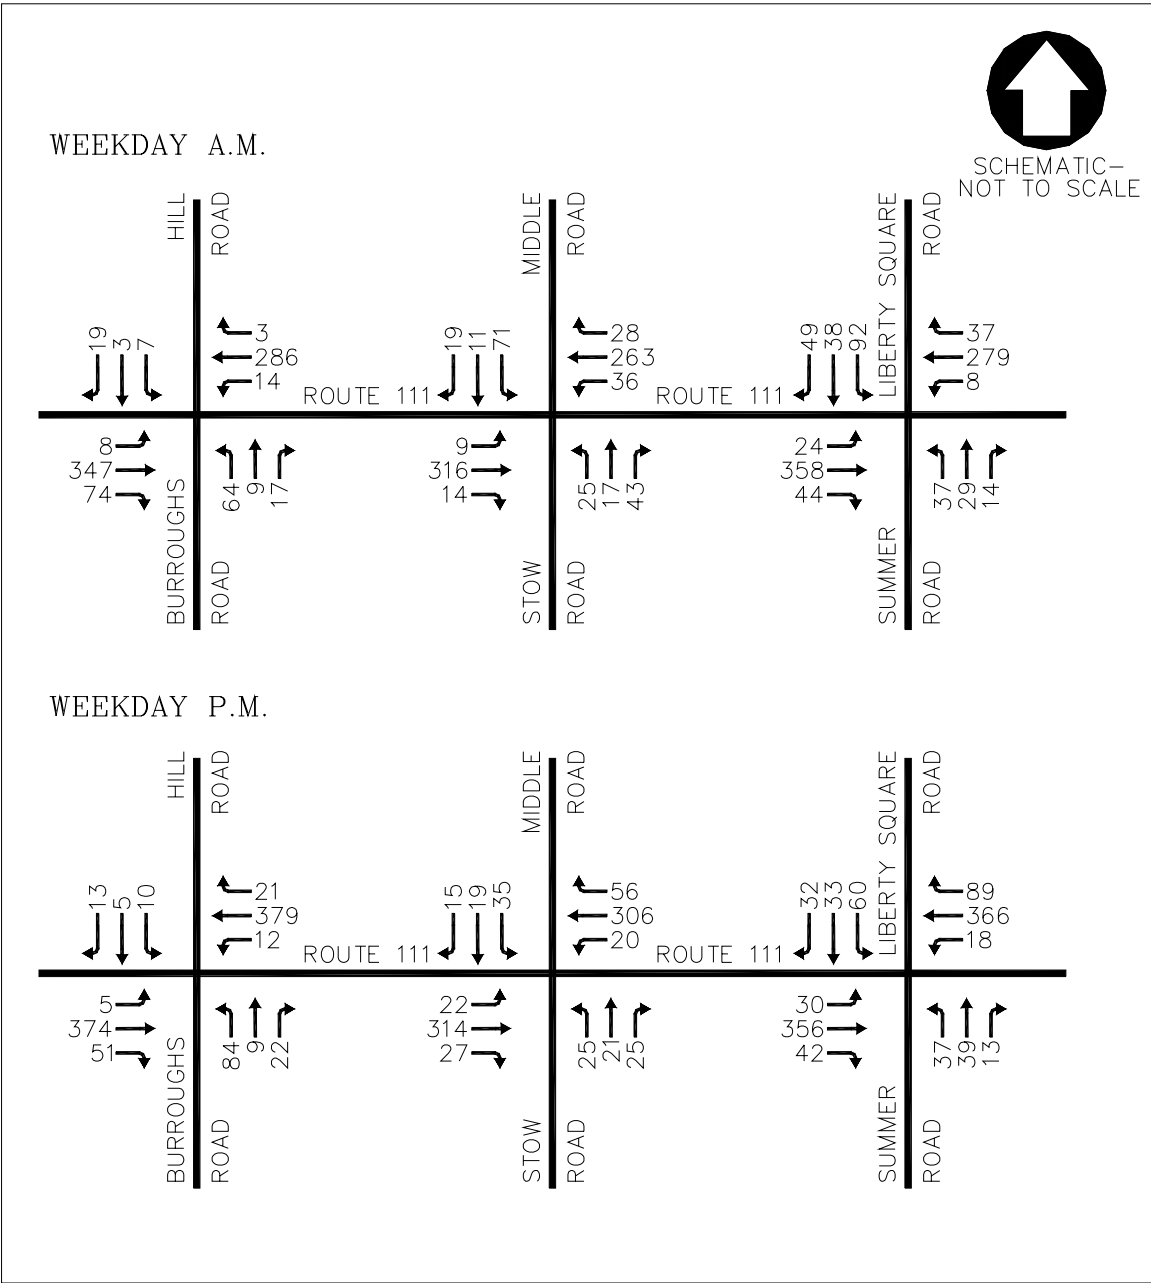 WEEKDAY A.M.
SCHEMATIC-
NOT TO SCALE
HILL ROAD
MIDDLE ROAD
LIBERTY SQUARE ROAD
19 3 7
3
286
14
ROUTE 111
19 11 71
28
263
36
ROUTE 111
49 38 92
37
279
8
8
347
74
64 9 17
9
316
14
25 17 43
24
358
44
37 29 14
BURROUGHS ROAD
STOW ROAD
SUMMER ROAD
WEEKDAY P.M.
HILL ROAD
MIDDLE ROAD
LIBERTY SQUARE ROAD
13 5 10
21
379
12
ROUTE 111
15 19 35
56
306
20
ROUTE 111
32 33 60
89
366
18
5
374
51
84 9 22
22
314
27
25 21 25
30
356
42
37 39 13
BURROUGHS ROAD
STOW ROAD
SUMMER ROAD